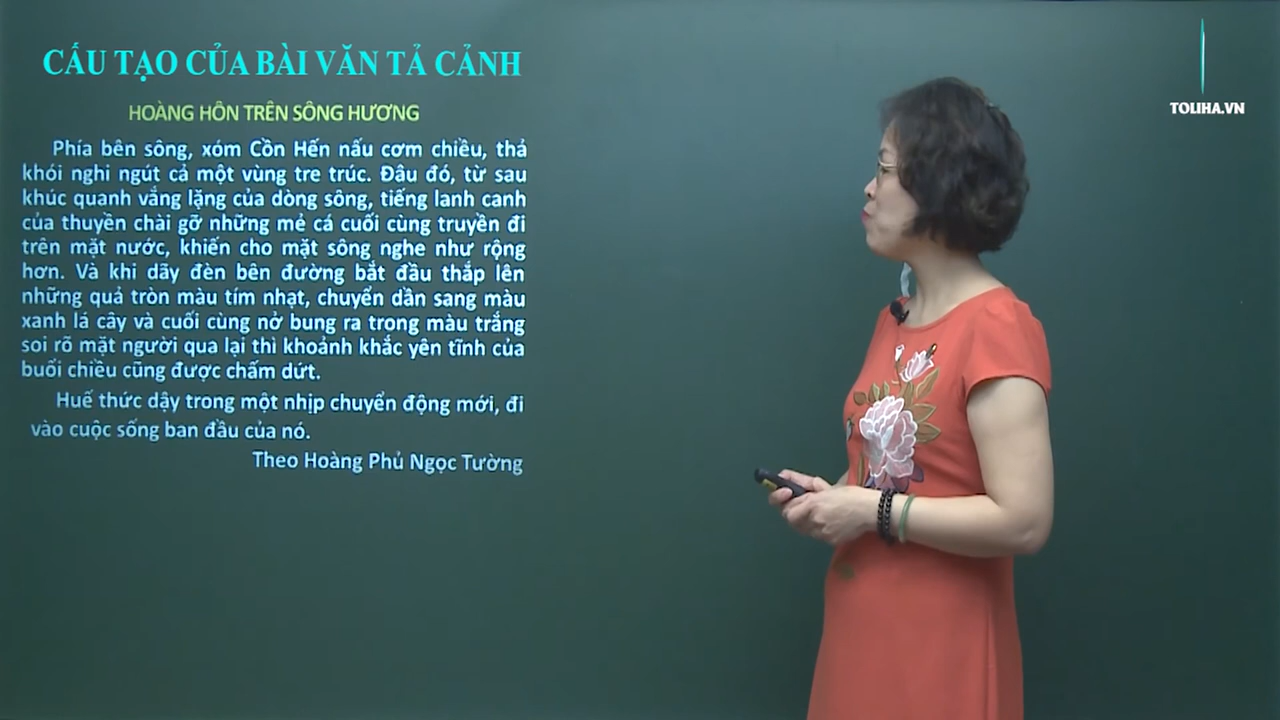 CẤU TẠO CỦA BÀI VĂN TẢ CẢNH
HOÀNG HÔN TRÊN SÔNG HƯƠNG
Phía bên sông, xóm Cồn Hến nấu cơm chiều, thả
khói nghi ngút cả một vùng tre trúc. Đâu đó, từ sau
khúc quanh vắng lặng của dòng sông, tiếng lanh canh
của thuyền chài gỡ những mẻ cá cuối cùng truyền đi
trên mặt nước, khiến cho mặt sông nghe như rộng
hơn. Và khi dãy đèn bên đường bắt đầu thắp lên
những quả tròn màu tím nhạt, chuyển dần sang màu
xanh lá cây và cuối cùng nở bung ra trong màu trắng
soi rõ mặt người qua lại thì khoảnh khắc yên tĩnh của
buổi chiều cũng được chấm dứt.
Huế thức dậy trong một nhịp chuyển động mới, đi
vào cuộc sống ban đầu của nó.
Theo Hoàng Phủ Ngọc Tường
TOLIHA.VN